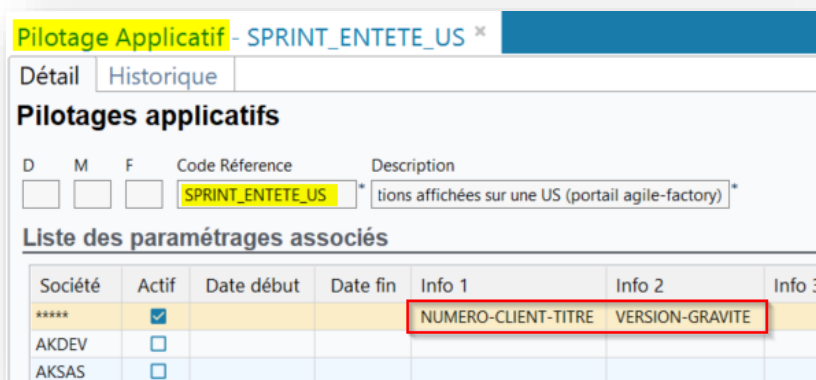 Pilotage Applicatif - SPRINT_ENTETE_US ×
Détail Historique
Pilotages applicatifs
D M F Code Réference Description
SPRINT_ENTETE_US * tions affichées sur une US (portail agile-factory) *
Liste des paramétrages associés
Société Actif Date début Date fin Info 1 Info 2 Info 3
***** NUMERO-CLIENT-TITRE VERSION-GRAVITE
AKDEV
AKSAS